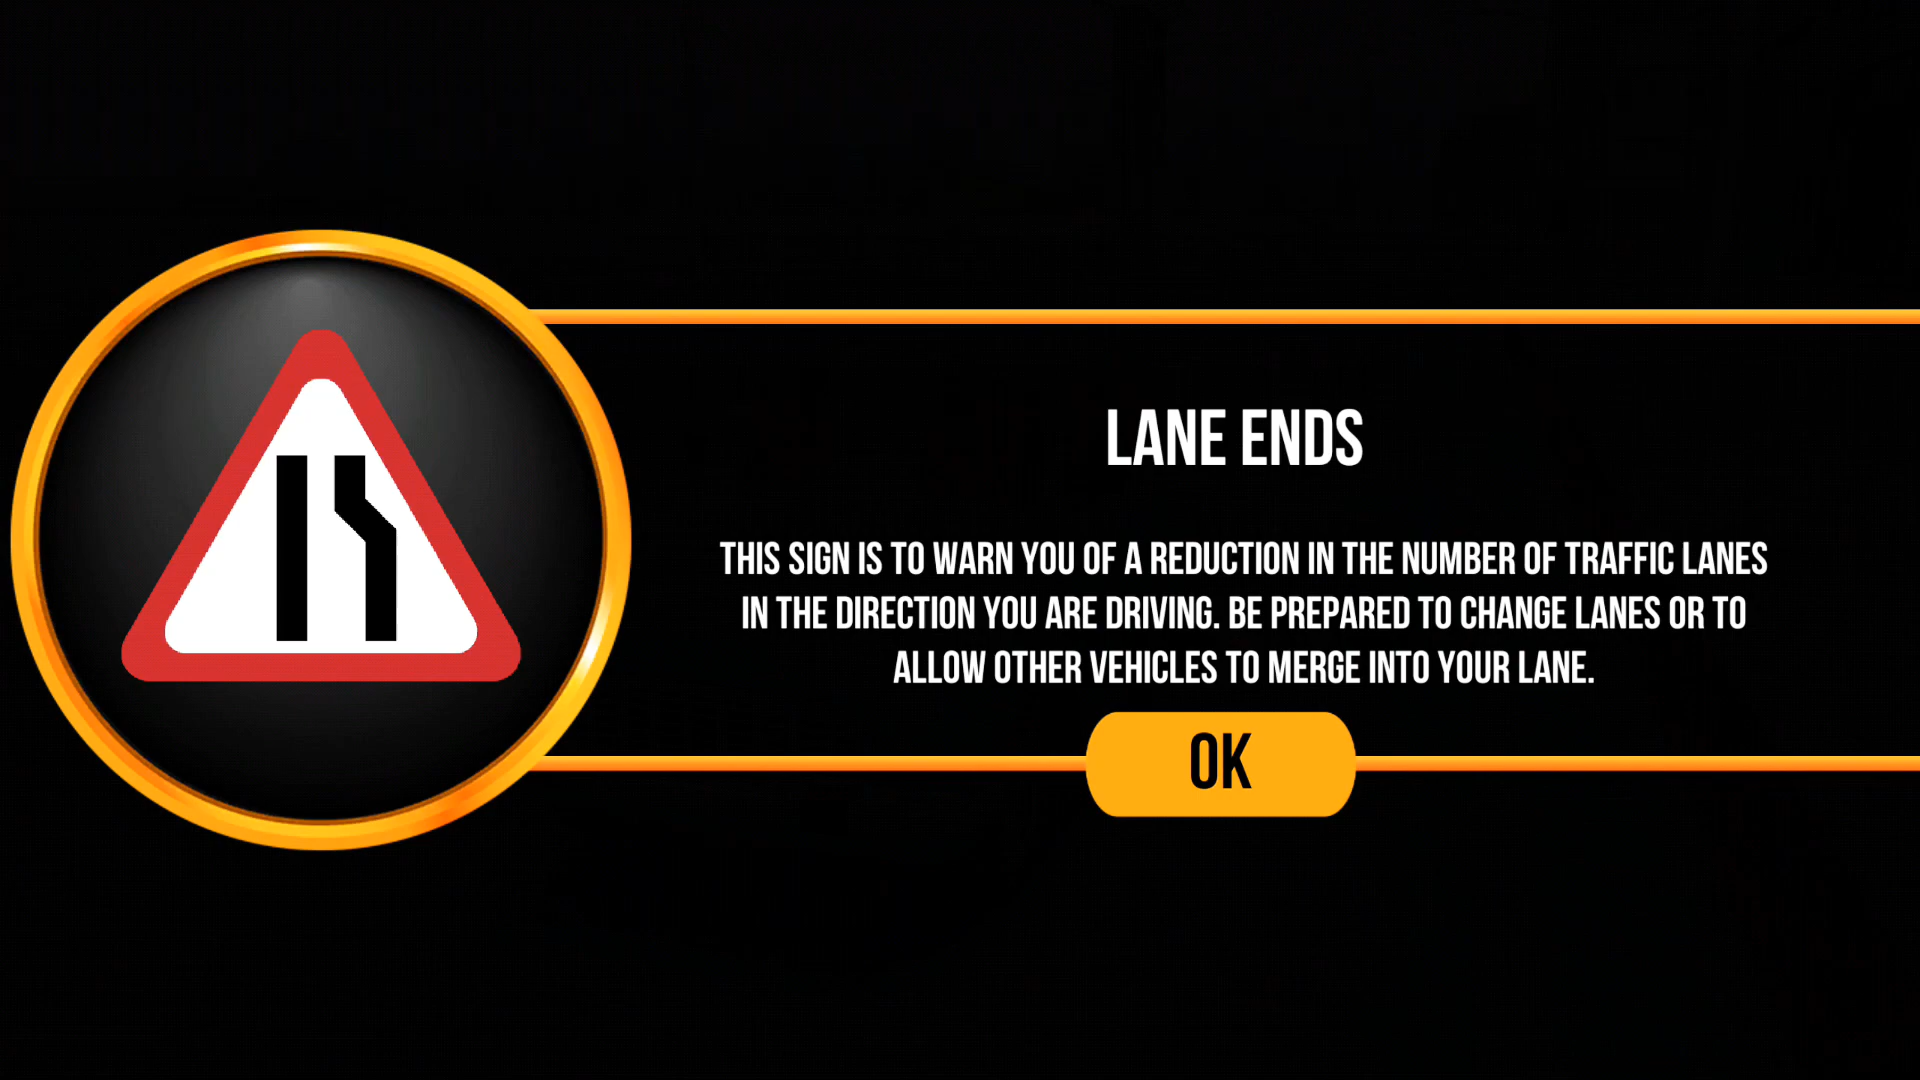 LANE ENDS
THIS SIGN IS TO WARN YOU OF A REDUCTION IN THE NUMBER OF TRAFFIC LANES
IN THE DIRECTION YOU ARE DRIVING. BE PREPARED TO CHANGE LANES OR TO
ALLOW OTHER VEHICLES TO MERGE INTO YOUR LANE.
OK